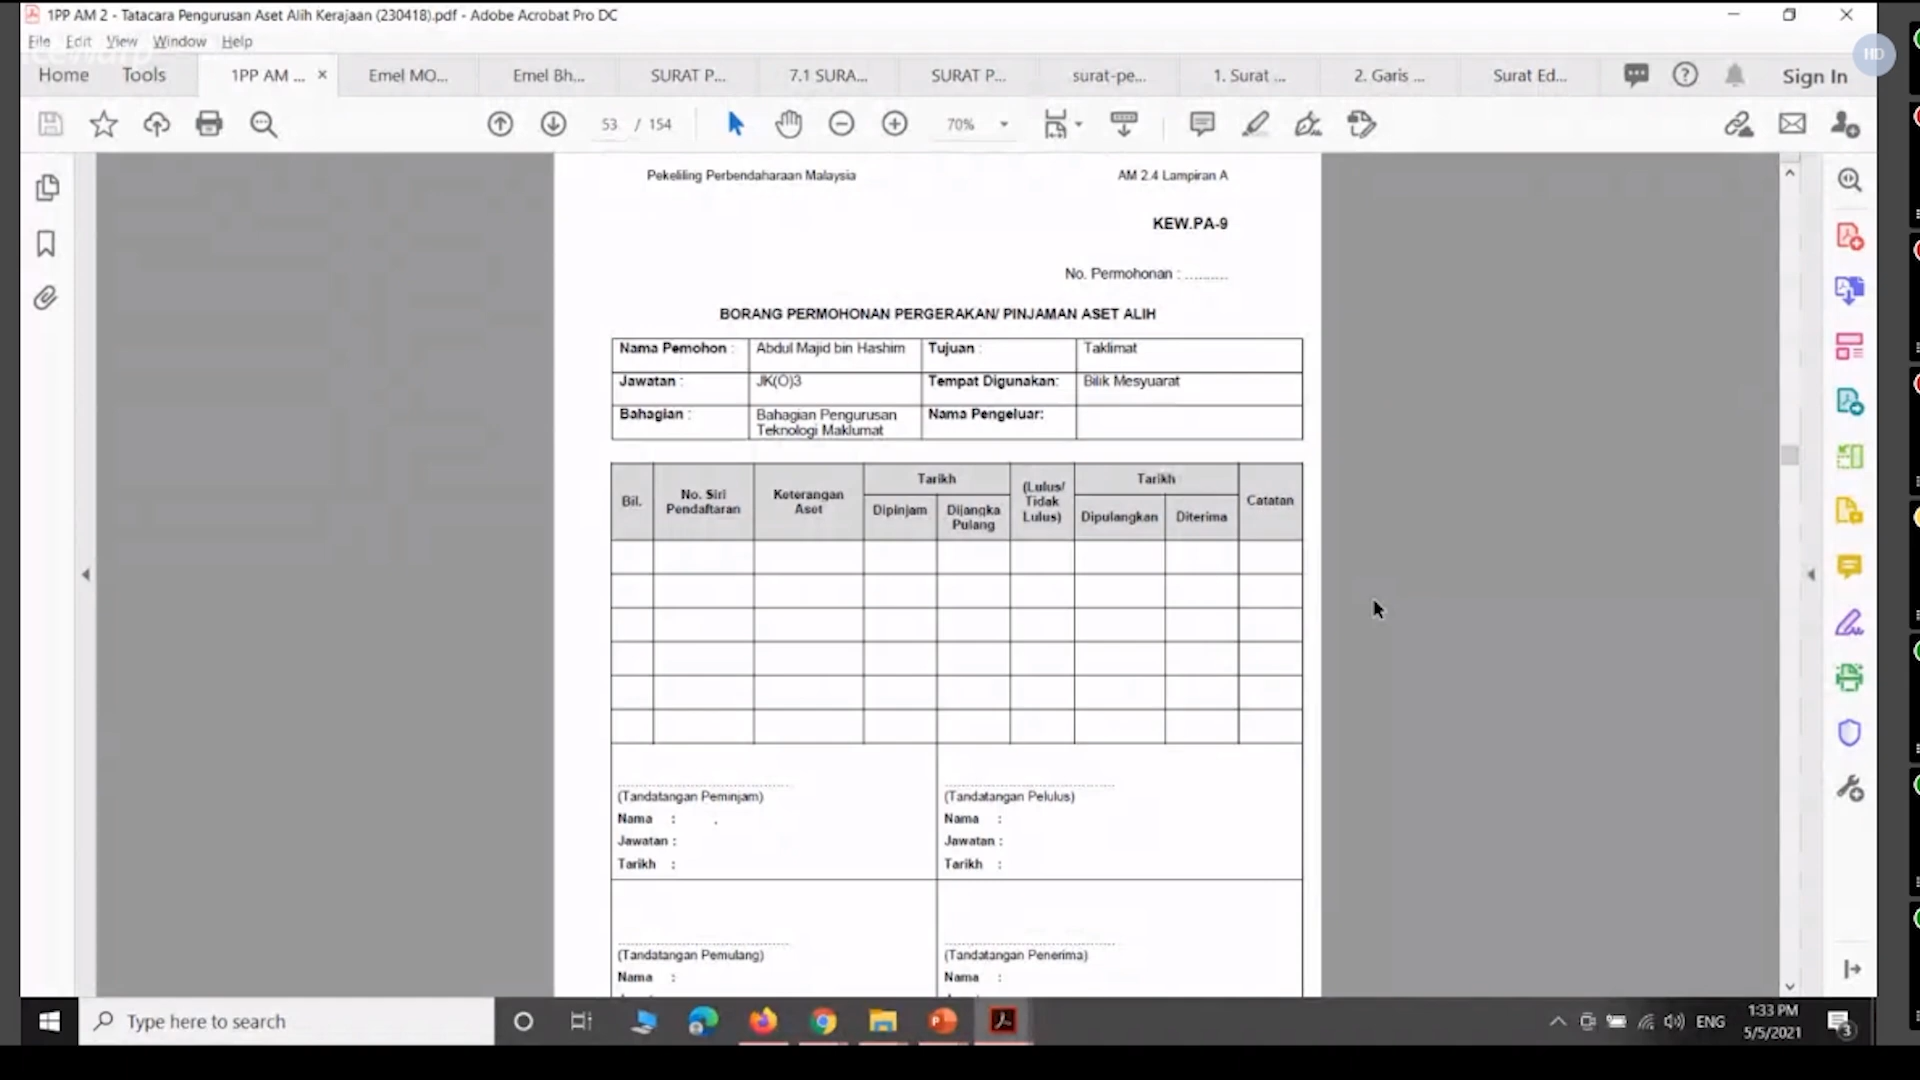 1PP AM 2 - Tatacara Pengurusan Aset Alih Kerajaan (230418).pdf - Adobe Acrobat Pro DC
File Edit View Window Help
HD
Home Tools 1PP AM ... × Emel MO... Emel Bh... SURAT P... 7.1 SURA... SURAT P... surat-pe... 1. Surat ... 2. Garis ... Surat Ed... Sign In
53 / 154 70%
Pekeliling Perbendaharaan Malaysia AM 2.4 Lampiran A
KEW.PA-9
No. Permohonan : ...........
BORANG PERMOHONAN PERGERAKAN/ PINJAMAN ASET ALIH
Nama Pemohon : Abdul Majid bin Hashim Tujuan : Taklimat
Jawatan : JK(O)3 Tempat Digunakan: Bilik Mesyuarat
Bahagian : Bahagian Pengurusan Nama Pengeluar:
Teknologi Maklumat
Bil. No. Siri Pendaftaran Keterangan Aset Tarikh (Lulus/ Tidak Lulus) Tarikh Catatan
Dipinjam Dijangka Pulang Dipulangkan Diterima
(Tandatangan Peminjam) (Tandatangan Pelulus)
Nama : Nama :
Jawatan : Jawatan :
Tarikh : Tarikh :
(Tandatangan Pemulang) (Tandatangan Penerima)
Nama : Nama :
Type here to search
ENG
1:33 PM
5/5/2021
3